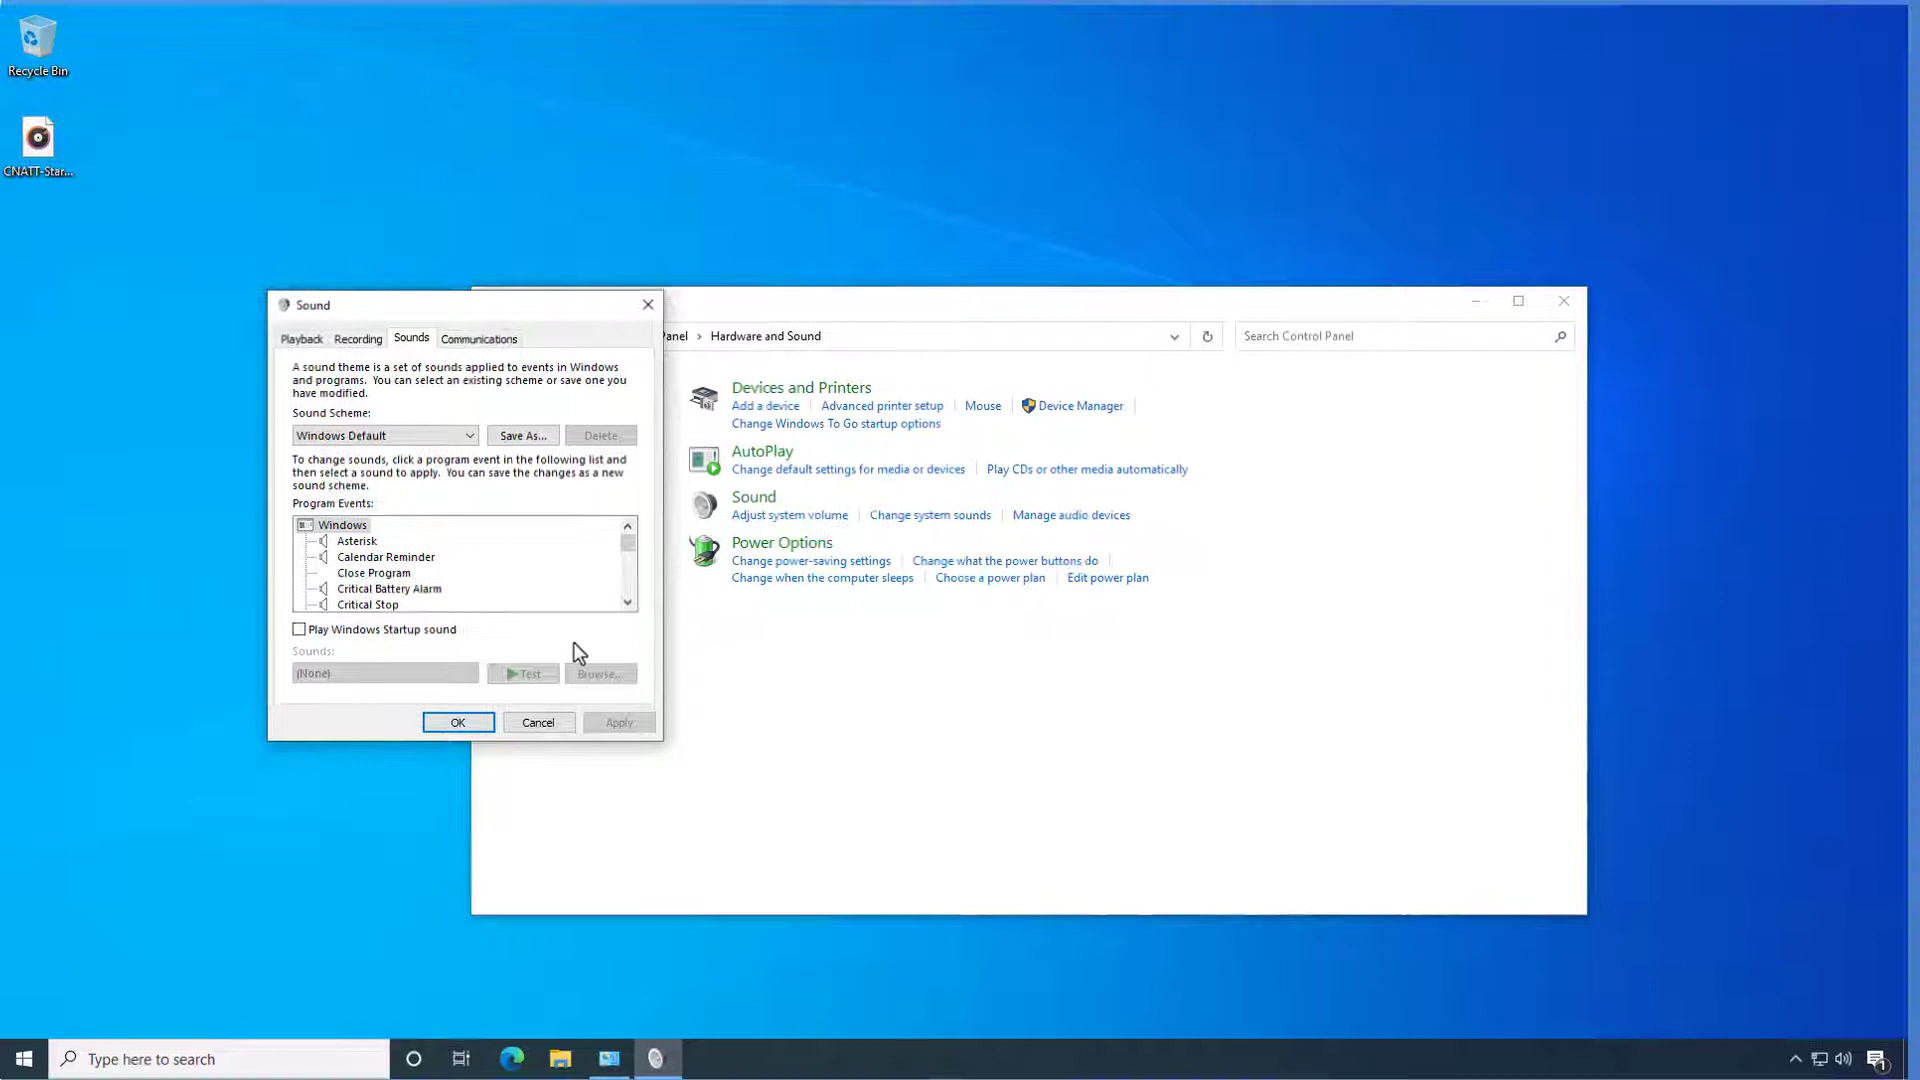 Recycle Bin
CNATT-Star...
Sound
Playback Recording Sounds Communications
A sound theme is a set of sounds applied to events in Windows
and programs. You can select an existing scheme or save one you
have modified.
Sound Scheme:
Windows Default Save As... Delete
To change sounds, click a program event in the following list and
then select a sound to apply. You can save the changes as a new
sound scheme.
Program Events:
Windows
Asterisk
Calendar Reminder
Close Program
Critical Battery Alarm
Critical Stop
Play Windows Startup sound
Sounds:
(None) Test Browse...
OK Cancel Apply
Panel > Hardware and Sound
Search Control Panel
Devices and Printers
Add a device Advanced printer setup Mouse Device Manager
Change Windows To Go startup options
AutoPlay
Change default settings for media or devices Play CDs or other media automatically
Sound
Adjust system volume Change system sounds Manage audio devices
Power Options
Change power-saving settings Change what the power buttons do
Change when the computer sleeps Choose a power plan Edit power plan
Type here to search
1